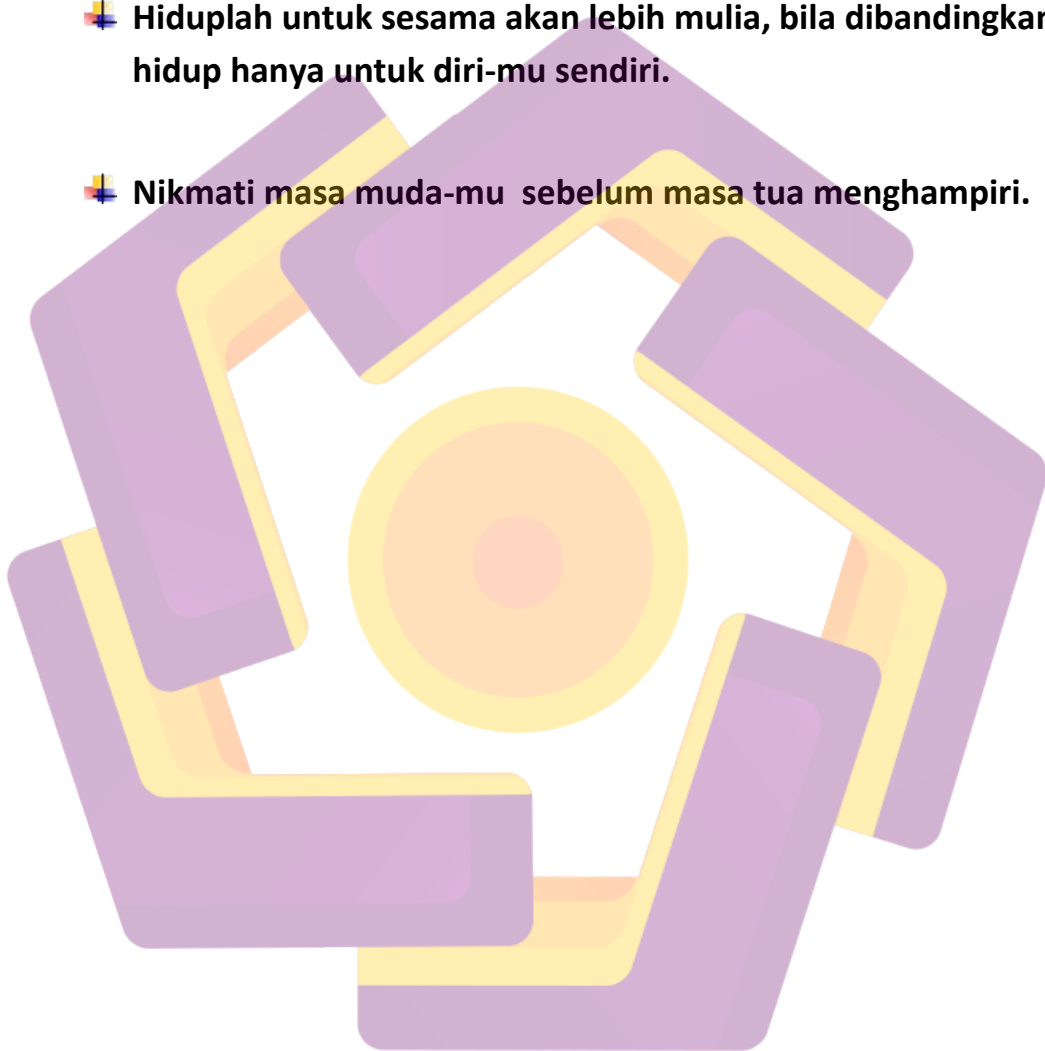 Hiduplah untuk sesama akan lebih mulia, bila dibandingkan
hidup hanya untuk diri-mu sendiri.
Nikmati masa muda-mu sebelum masa tua menghampiri.